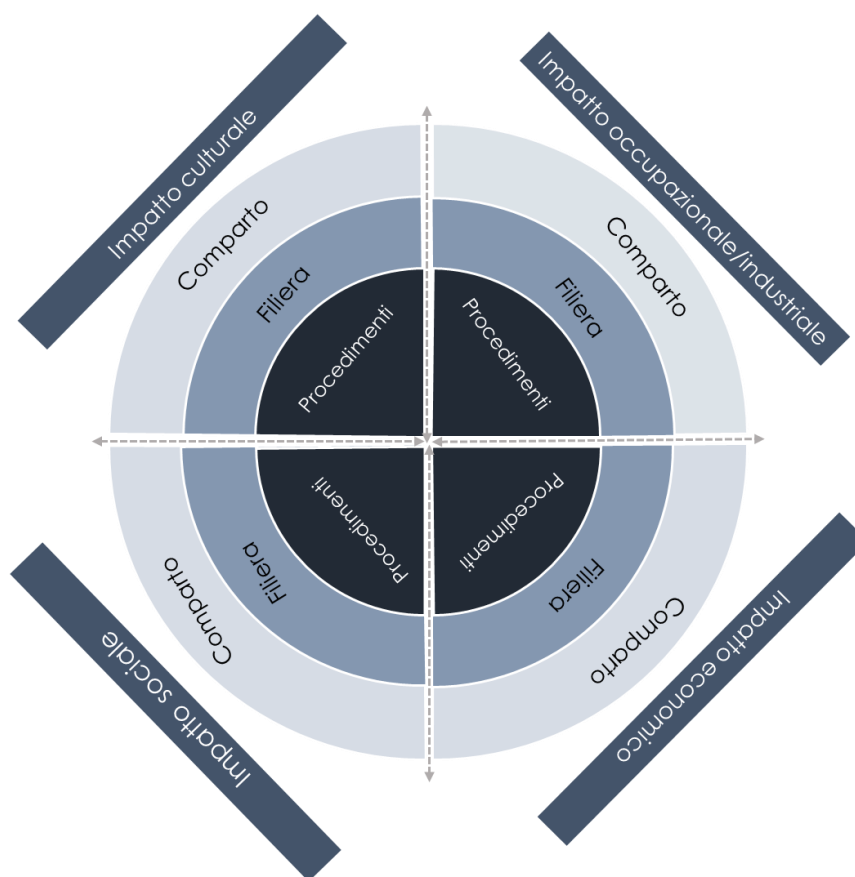 Impatto culturale
Impatto occupazionale/industriale
Comparto
Filiera
Procedimenti
Comparto
Filiera
Procedimenti
Procedimenti
Filiera
Comparto
Procedimenti
Filiera
Comparto
Impatto sociale
Impatto economico